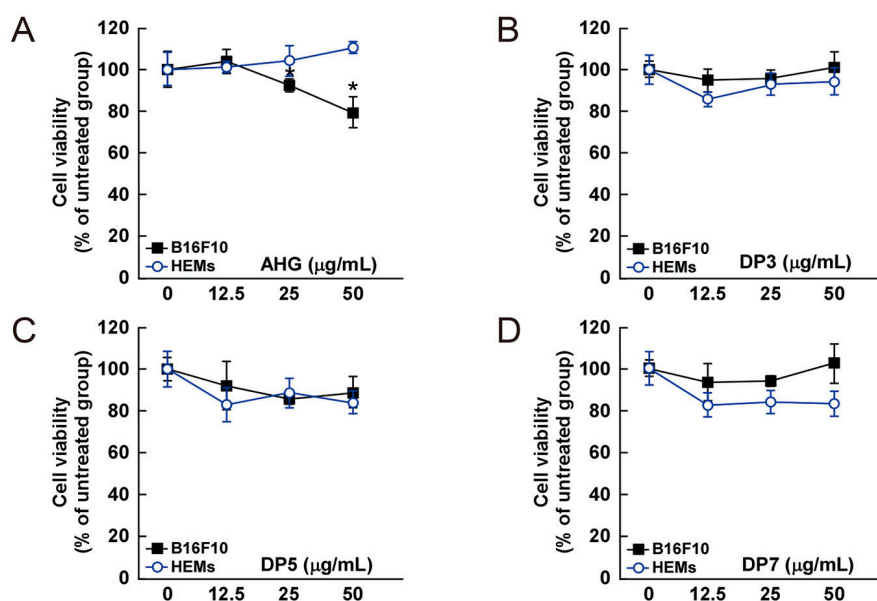 A
Cell viability
(% of untreated group)
120
100
80
60
40
20
0
*
*
B16F10
HEMs
AHG (μg/mL)
0 12.5 25 50
B
Cell viability
(% of untreated group)
120
100
80
60
40
20
0
B16F10
HEMs
DP3 (μg/mL)
0 12.5 25 50
C
Cell viability
(% of untreated group)
120
100
80
60
40
20
0
B16F10
HEMs
DP5 (μg/mL)
0 12.5 25 50
D
Cell viability
(% of untreated group)
120
100
80
60
40
20
0
B16F10
HEMs
DP7 (μg/mL)
0 12.5 25 50